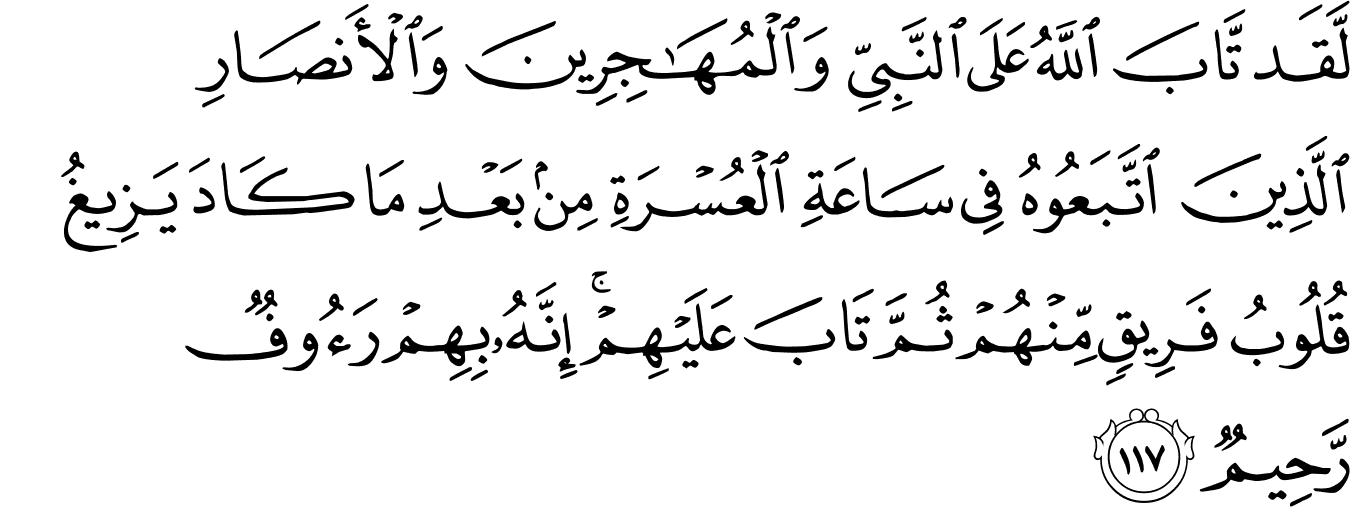 لَّقَد تَّابَ ٱللَّهُ عَلَى ٱلنَّبِيِّ وَٱلْمُهَـٰجِرِينَ وَٱلْأَنصَارِ
ٱلَّذِينَ ٱتَّبَعُوهُ فِى سَاعَةِ ٱلْعُسْرَةِ مِنۢ بَعْدِ مَا كَادَ يَزِيغُ
قُلُوبُ فَرِيقٍ مِّنْهُمْ ثُمَّ تَابَ عَلَيْهِمْ ۚ إِنَّهُۥ بِهِمْ رَءُوفٌ
رَّحِيمٌ ١١٧